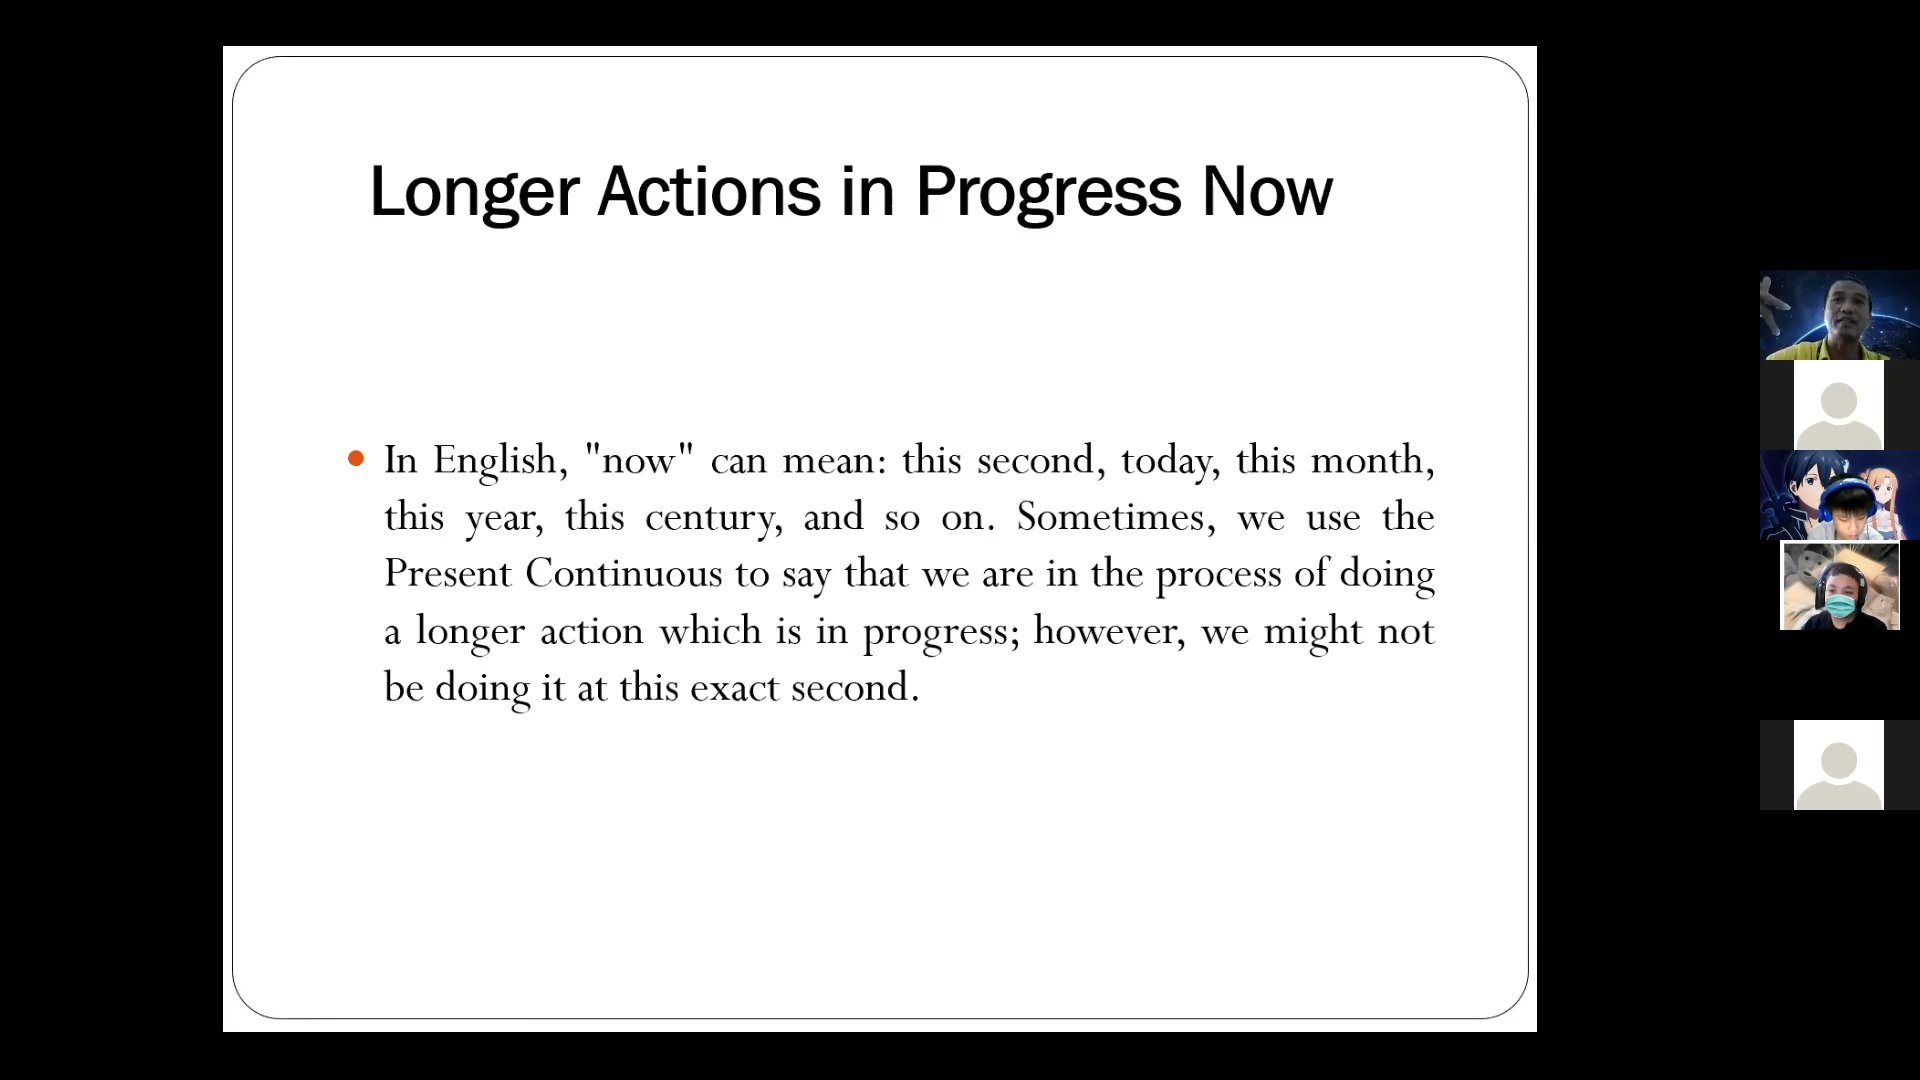 Longer Actions in Progress Now
In English, "now" can mean: this second, today, this month,
this year, this century, and so on. Sometimes, we use the
Present Continuous to say that we are in the process of doing
a longer action which is in progress; however, we might not
be doing it at this exact second.